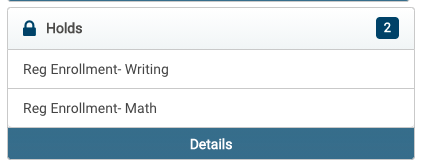 Holds 2
Reg Enrollment- Writing
Reg Enrollment- Math
Details